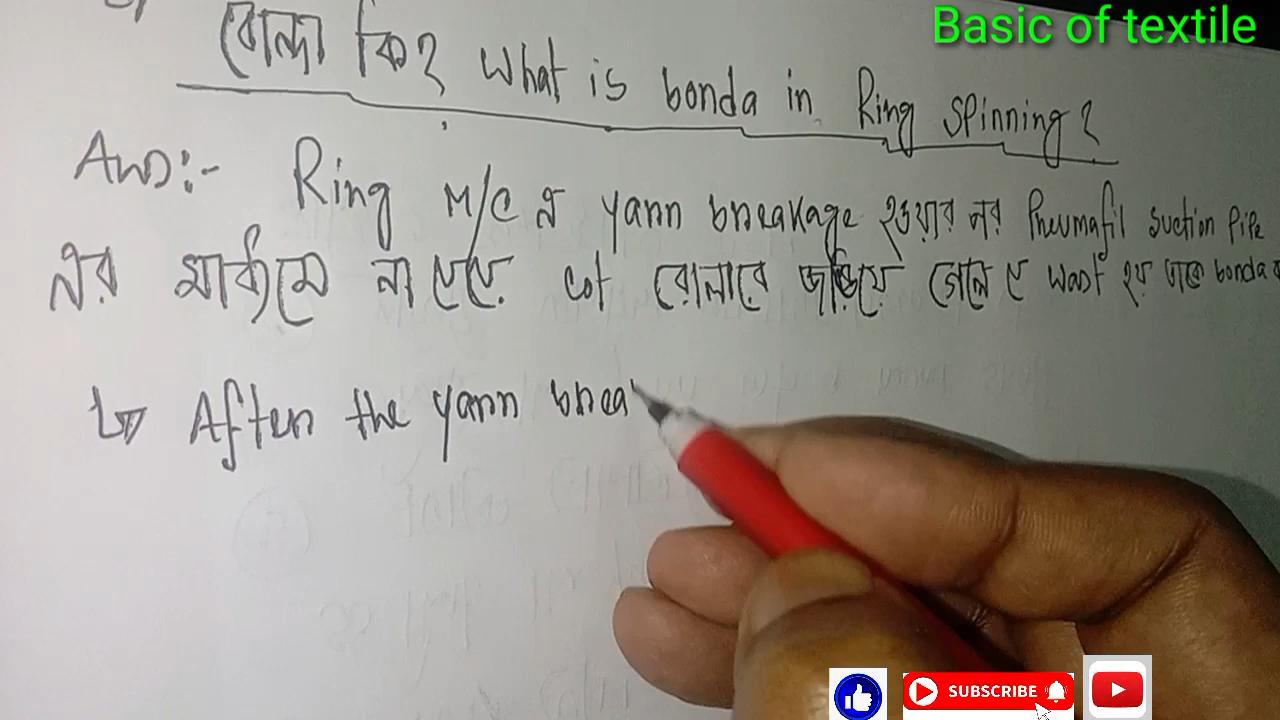 Basic of textile
বোন্দা কি? What is bonda in Ring Spinning?
Ans:- Ring M/C এ yarn breakage হওয়ার পর Pneumafil suction pipe
এর মাধ্যমে না যেয়ে cot রোলারে জড়িয়ে গেলে যে wast হয় তাকে bonda
After the yarn brea
SUBSCRIBE